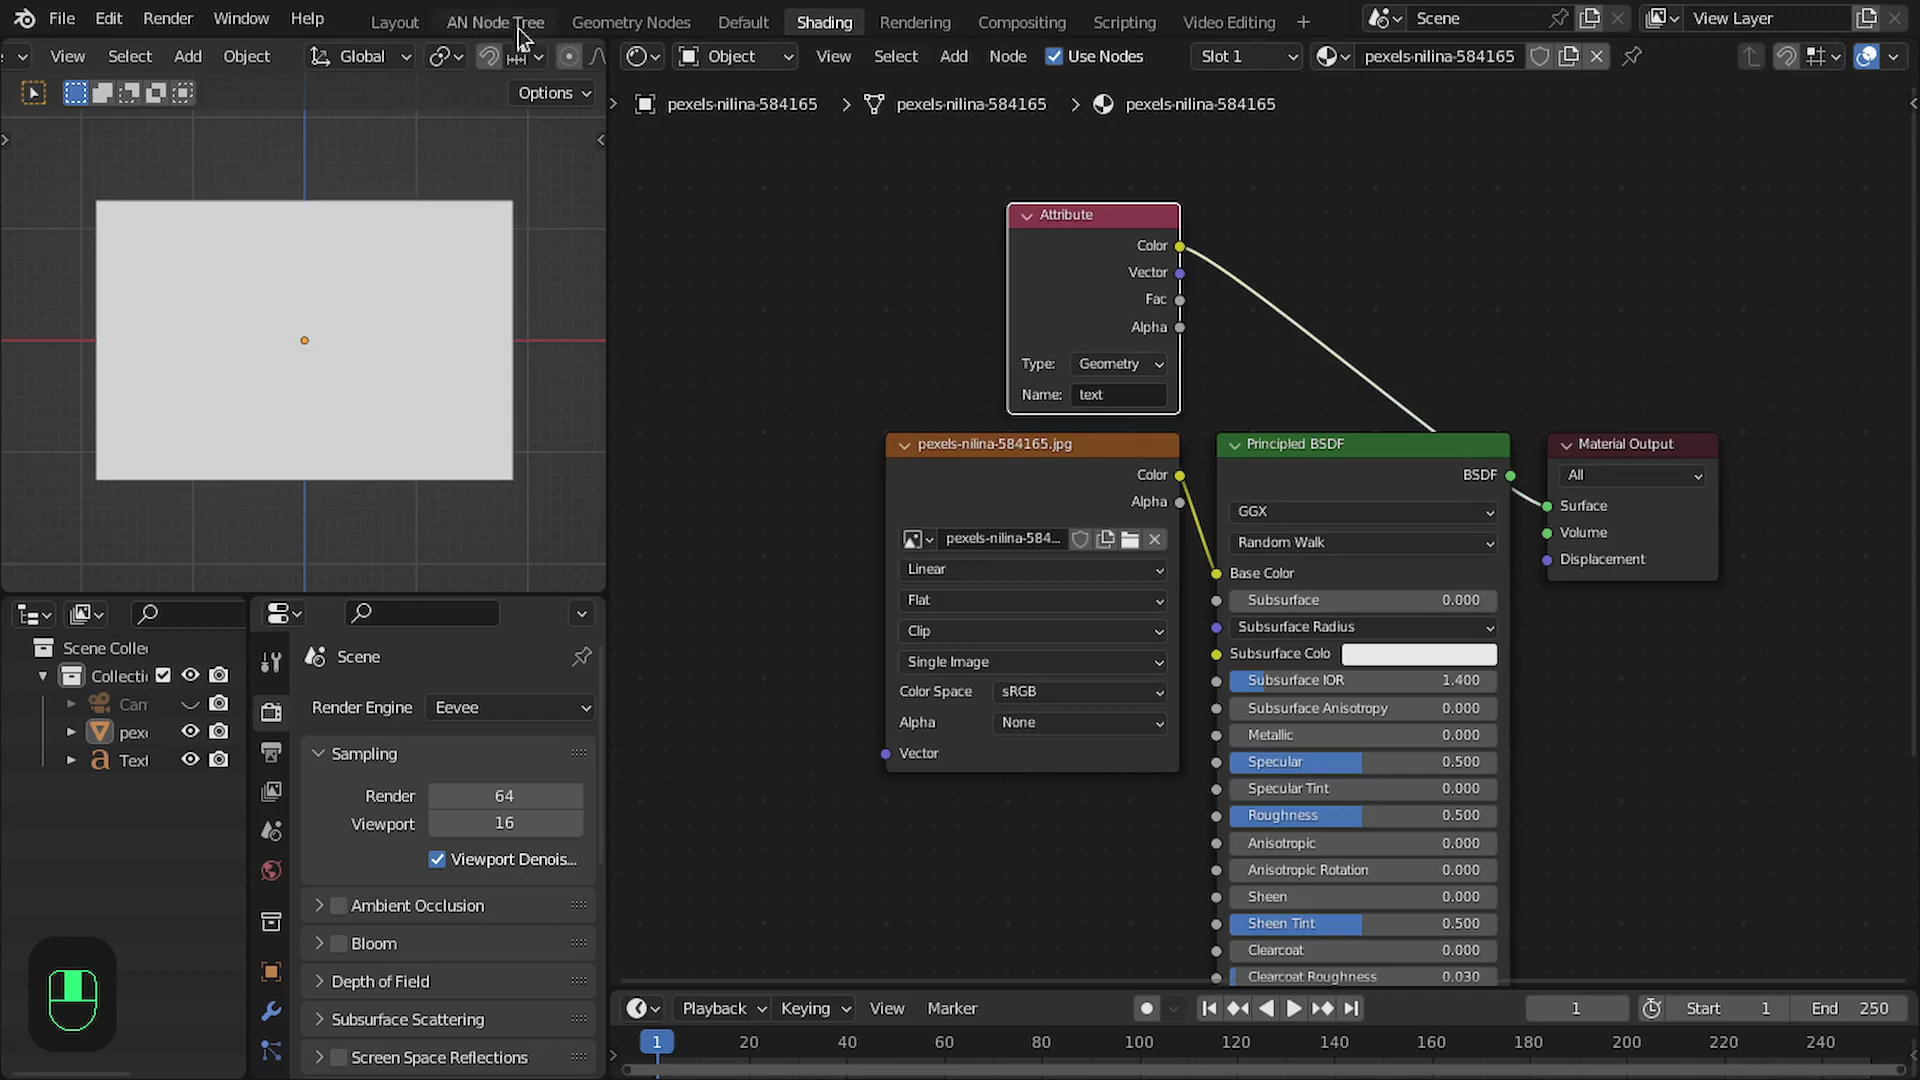 File Edit Render Window Help Layout AN Node Tree Geometry Nodes Default Shading Rendering Compositing Scripting Video Editing + Scene View Layer
View Select Add Object Global Object View Select Add Node Use Nodes Slot 1 pexels-nilina-584165
Options
pexels-nilina-584165 > pexels-nilina-584165 > pexels-nilina-584165
Attribute
Color
Vector
Fac
Alpha
Type: Geometry
Name: text
pexels-nilina-584165.jpg
Color
Alpha
pexels-nilina-584...
Linear
Flat
Clip
Single Image
Color Space sRGB
Alpha None
Vector
Principled BSDF
BSDF
GGX
Random Walk
Base Color
Subsurface 0.000
Subsurface Radius
Subsurface Colo
Subsurface IOR 1.400
Subsurface Anisotropy 0.000
Metallic 0.000
Specular 0.500
Specular Tint 0.000
Roughness 0.500
Anisotropic 0.000
Anisotropic Rotation 0.000
Sheen 0.000
Sheen Tint 0.500
Clearcoat 0.000
Clearcoat Roughness 0.030
Material Output
All
Surface
Volume
Displacement
Scene Colle
Collecti
Can
pexe
Text
Scene
Render Engine Eevee
Sampling
Render 64
Viewport 16
Viewport Denois...
Ambient Occlusion
Bloom
Depth of Field
Subsurface Scattering
Screen Space Reflections
Playback Keying View Marker 1 Start 1 End 250
1 20 40 60 80 100 120 140 160 180 200 220 240